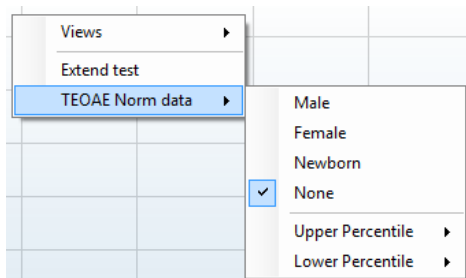 Views
Extend test
TEOAE Norm data
Male
Female
Newborn
None
Upper Percentile
Lower Percentile